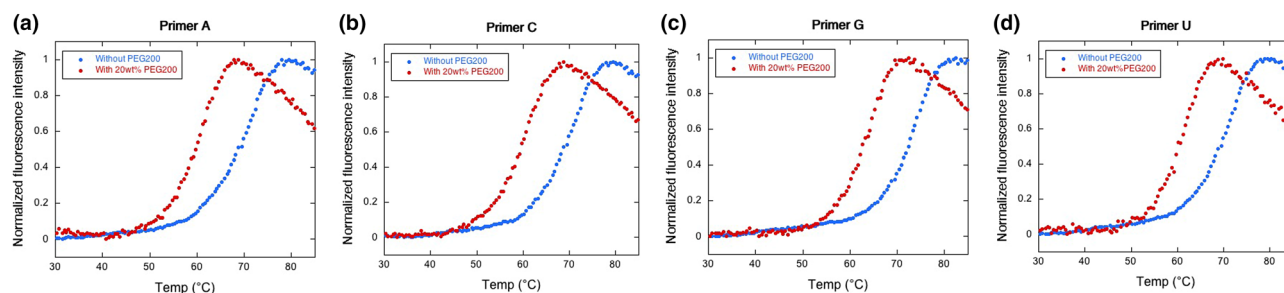 (a)
Primer A
Without PEG200
With 20wt% PEG200
Normalized fluorescence intensity
1
0.8
0.6
0.4
0.2
0
30 40 50 60 70 80
Temp (°C)
(b)
Primer C
Without PEG200
With 20wt% PEG200
Normalized fluorescence intensity
1
0.8
0.6
0.4
0.2
0
30 40 50 60 70 80
Temp (°C)
(c)
Primer G
Without PEG200
With 20wt% PEG200
Normalized fluorescence intensity
1
0.8
0.6
0.4
0.2
0
30 40 50 60 70 80
Temp (°C)
(d)
Primer U
Without PEG200
With 20wt%PEG200
Normalized fluorescence intensity
1
0.8
0.6
0.4
0.2
0
30 40 50 60 70 80
Temp (°C)